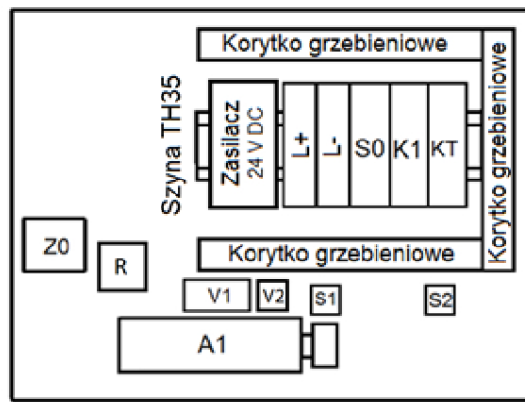 Korytko grzebieniowe
Szyna TH35
Zasilacz
24 V DC
L+
L-
S0
K1
KT
Korytko grzebieniowe
Korytko grzebieniowe
Z0
R
V1
V2
S1
S2
A1